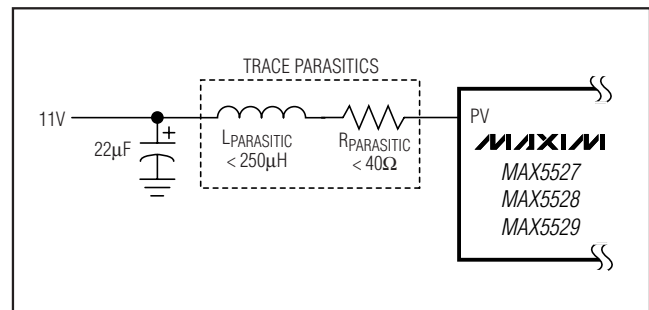 TRACE PARASITICS
11V
+
22µF
LPARASITIC
< 250µH
RPARASITIC
< 40Ω
PV
MAXIM
MAX5527
MAX5528
MAX5529